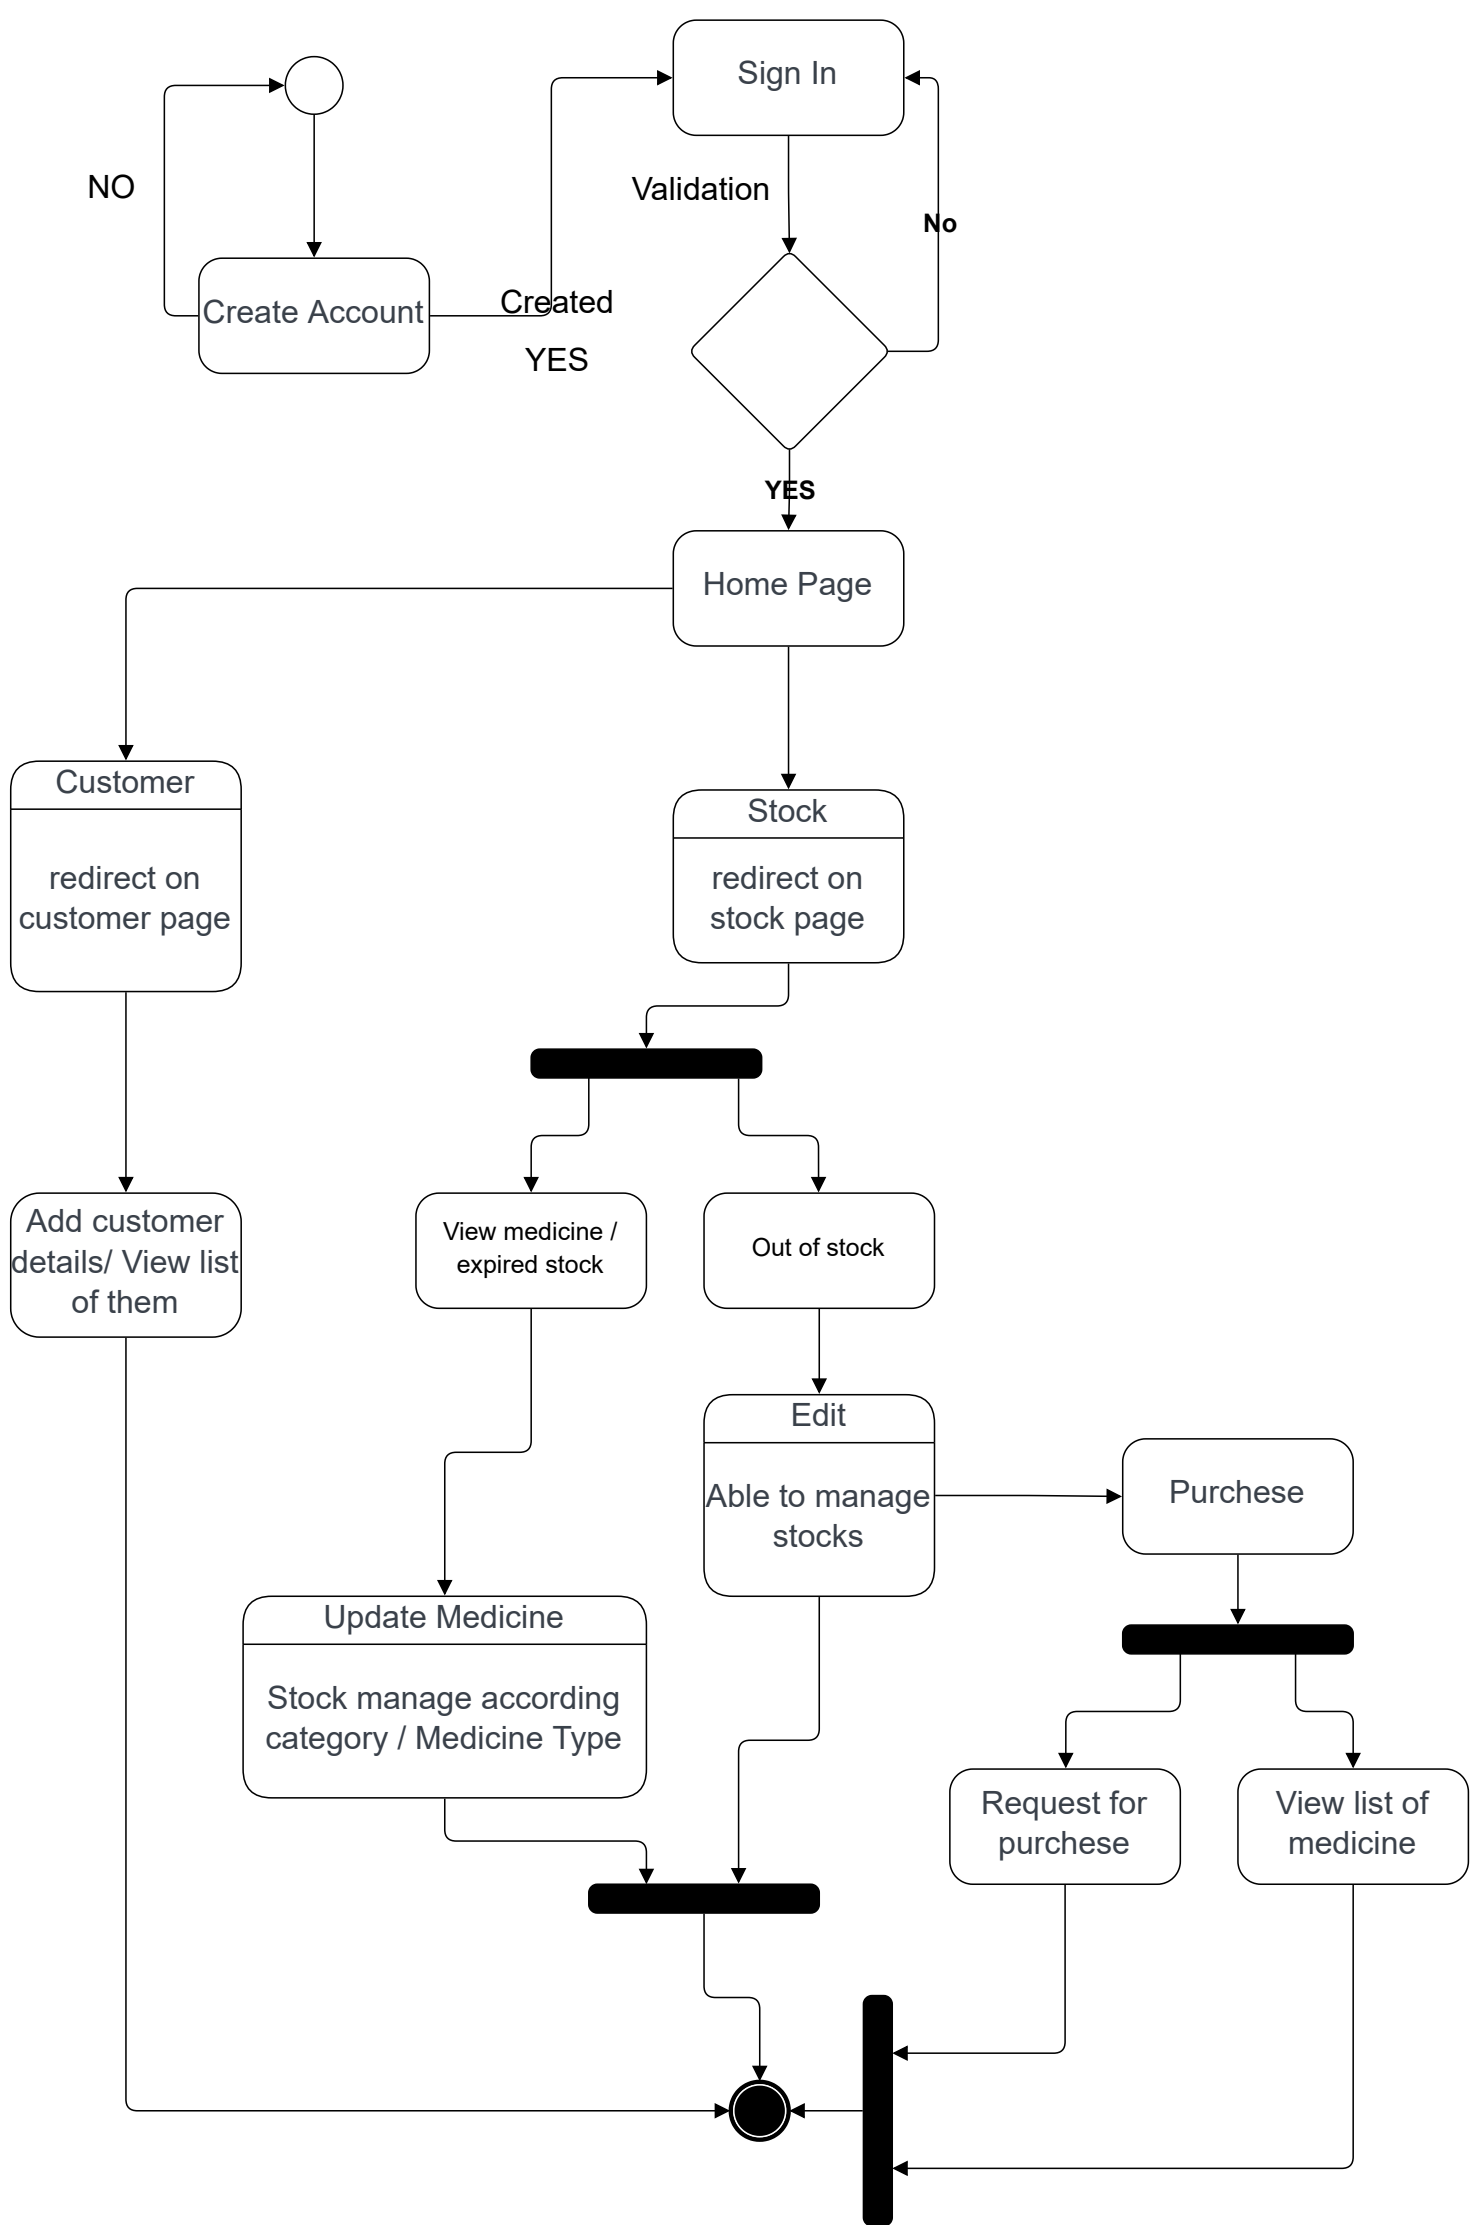 Sign In
NO
Validation
No
Create Account
Created
YES
YES
Home Page
Customer
redirect on
customer page
Stock
redirect on
stock page
Add customer
details/ View list
of them
View medicine /
expired stock
Out of stock
Edit
Able to manage
stocks
Purchese
Update Medicine
Stock manage according
category / Medicine Type
Request for
purchese
View list of
medicine